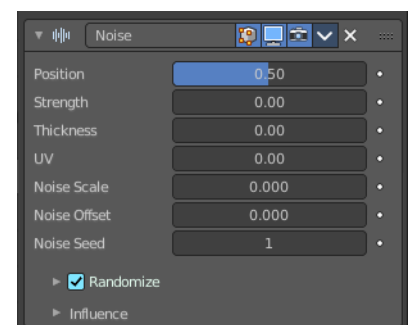 Noise
Position 0.50
Strength 0.00
Thickness 0.00
UV 0.00
Noise Scale 0.000
Noise Offset 0.000
Noise Seed 1
Randomize
Influence